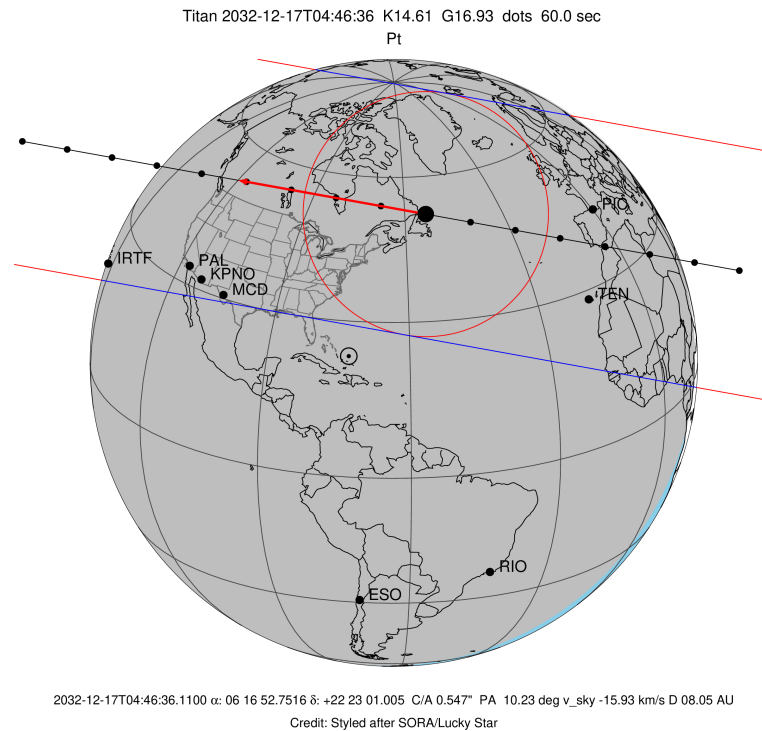 Titan 2032-12-17T04:46:36 K14.61 G16.93 dots 60.0 sec
Pt
PIO
IRTF
PAL
KPNO
MCD
TEN
RIO
ESO
2032-12-17T04:46:36.1100 α: 06 16 52.7516 δ: +22 23 01.005 C/A 0.547" PA 10.23 deg v_sky -15.93 km/s D 08.05 AU
Credit: Styled after SORA/Lucky Star